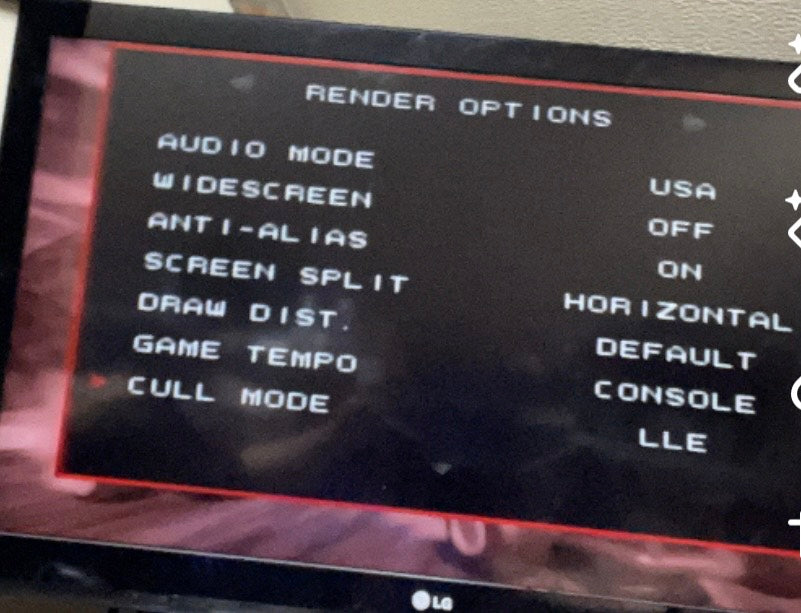 RENDER OPTIONS
AUDIO MODE USA
WIDESCREEN OFF
ANTI-ALIAS ON
SCREEN SPLIT HORIZONTAL
DRAW DIST. DEFAULT
GAME TEMPO CONSOLE
CULL MODE LLE
LG